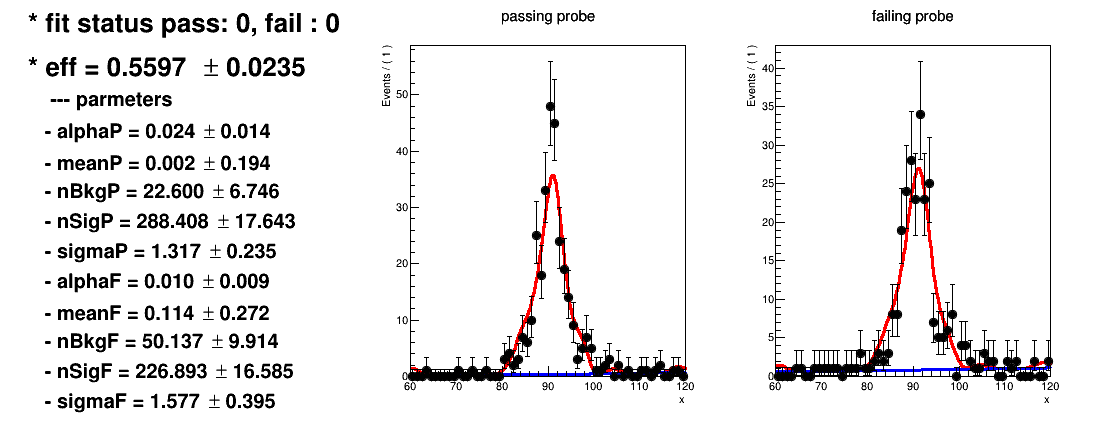 * fit status pass: 0, fail : 0
* eff = 0.5597 ± 0.0235
--- parmeters
- alphaP = 0.024 ± 0.014
- meanP = 0.002 ± 0.194
- nBkgP = 22.600 ± 6.746
- nSigP = 288.408 ± 17.643
- sigmaP = 1.317 ± 0.235
- alphaF = 0.010 ± 0.009
- meanF = 0.114 ± 0.272
- nBkgF = 50.137 ± 9.914
- nSigF = 226.893 ± 16.585
- sigmaF = 1.577 ± 0.395
passing probe
Events / ( 1 )
50
40
30
20
10
0
60 70 80 90 100 110 120
x
failing probe
Events / ( 1 )
40
35
30
25
20
15
10
5
0
60 70 80 90 100 110 120
x